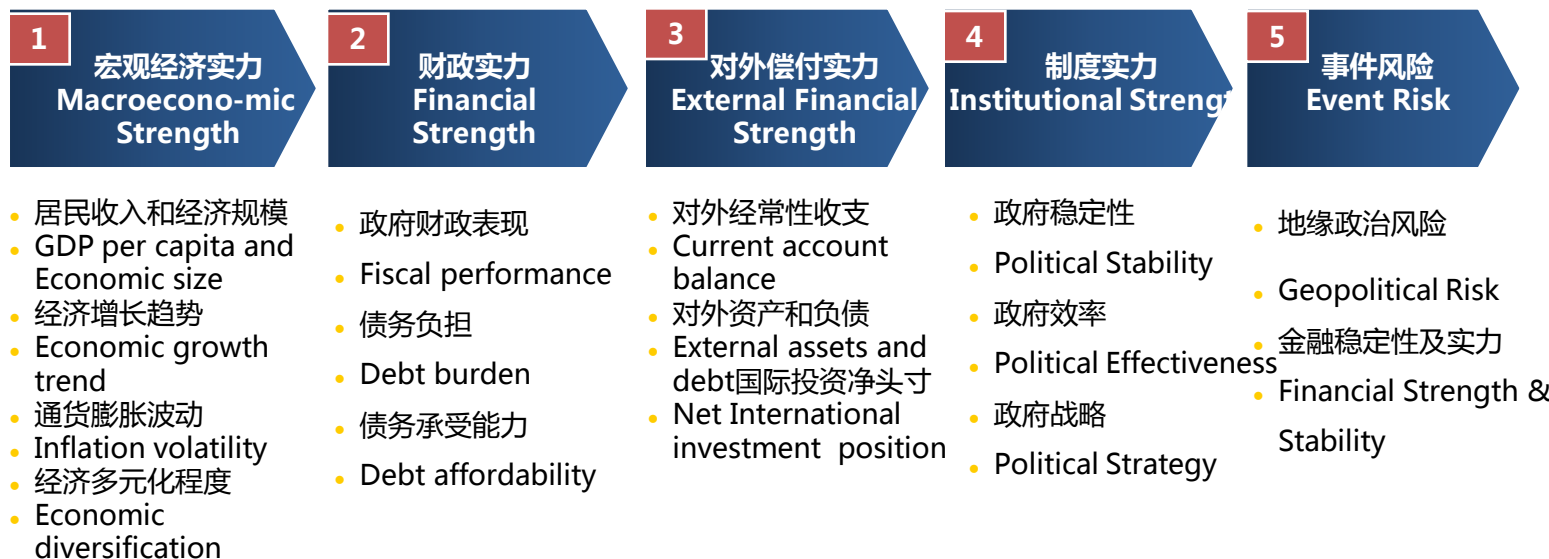 1
宏观经济实力
Macroecono-mic
Strength
居民收入和经济规模
GDP per capita and
Economic size
经济增长趋势
Economic growth
trend
通货膨胀波动
Inflation volatility
经济多元化程度
Economic
diversification
2
财政实力
Financial
Strength
政府财政表现
Fiscal performance
债务负担
Debt burden
债务承受能力
Debt affordability
3
对外偿付实力
External Financial
Strength
对外经常性收支
Current account
balance
对外资产和负债
External assets and
debt国际投资净头寸
Net International
investment position
4
制度实力
Institutional Strengt
政府稳定性
Political Stability
政府效率
Political Effectiveness
政府战略
Political Strategy
5
事件风险
Event Risk
地缘政治风险
Geopolitical Risk
金融稳定性及实力
Financial Strength &
Stability